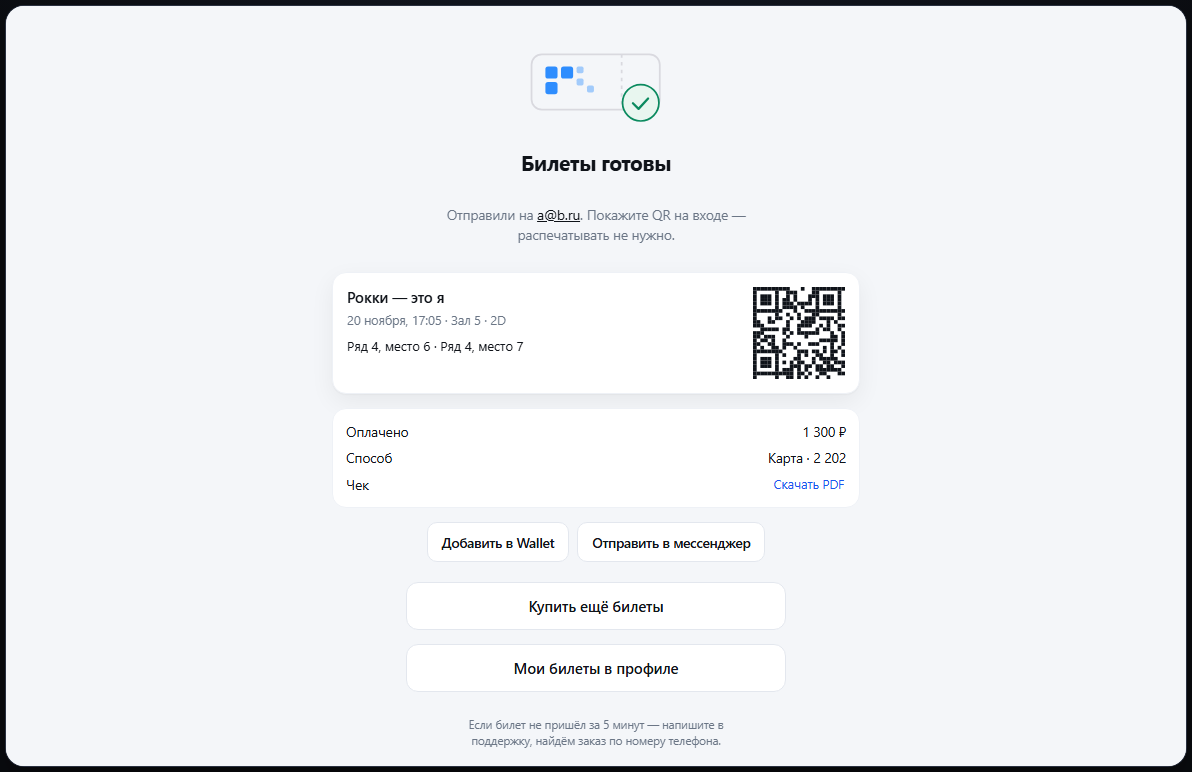 Билеты готовы
Отправили на a@b.ru. Покажите QR на входе —
распечатывать не нужно.
Рокки — это я
20 ноября, 17:05 · Зал 5 · 2D
Ряд 4, место 6 · Ряд 4, место 7
Оплачено 1 300 ₽
Способ Карта · 2 202
Чек Скачать PDF
Добавить в Wallet Отправить в мессенджер
Купить ещё билеты
Мои билеты в профиле
Если билет не пришёл за 5 минут — напишите в
поддержку, найдём заказ по номеру телефона.